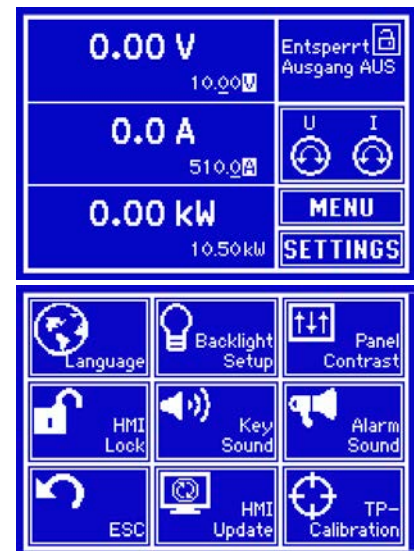 0.00 V
10.00V
Entsperrt
Ausgang AUS
0.0 A
510.0A
U I
0.00 kW
10.50kW
MENU
SETTINGS
Language
Backlight
Setup
Panel
Contrast
HMI
Lock
Key
Sound
Alarm
Sound
ESC
HMI
Update
TP-
Calibration